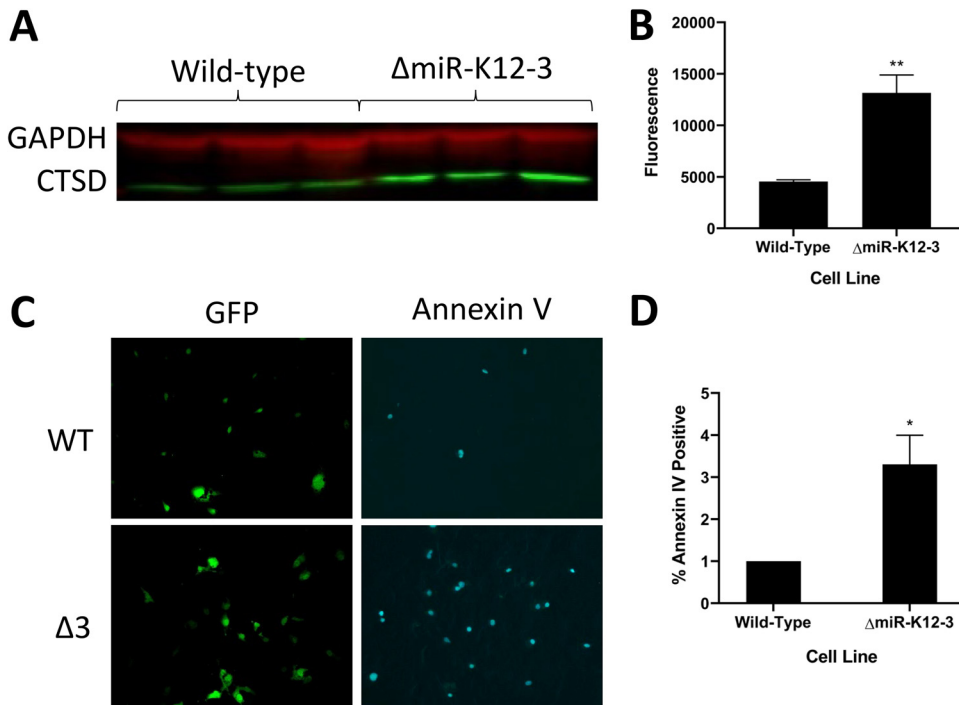 A
Wild-type
ΔmiR-K12-3
GAPDH
CTSD
B
20000
15000
10000
5000
0
Fluorescence
**
Wild-Type
ΔmiR-K12-3
Cell Line
C
GFP
Annexin V
WT
Δ3
D
5
4
3
2
1
0
% Annexin IV Positive
*
Wild-Type
ΔmiR-K12-3
Cell Line